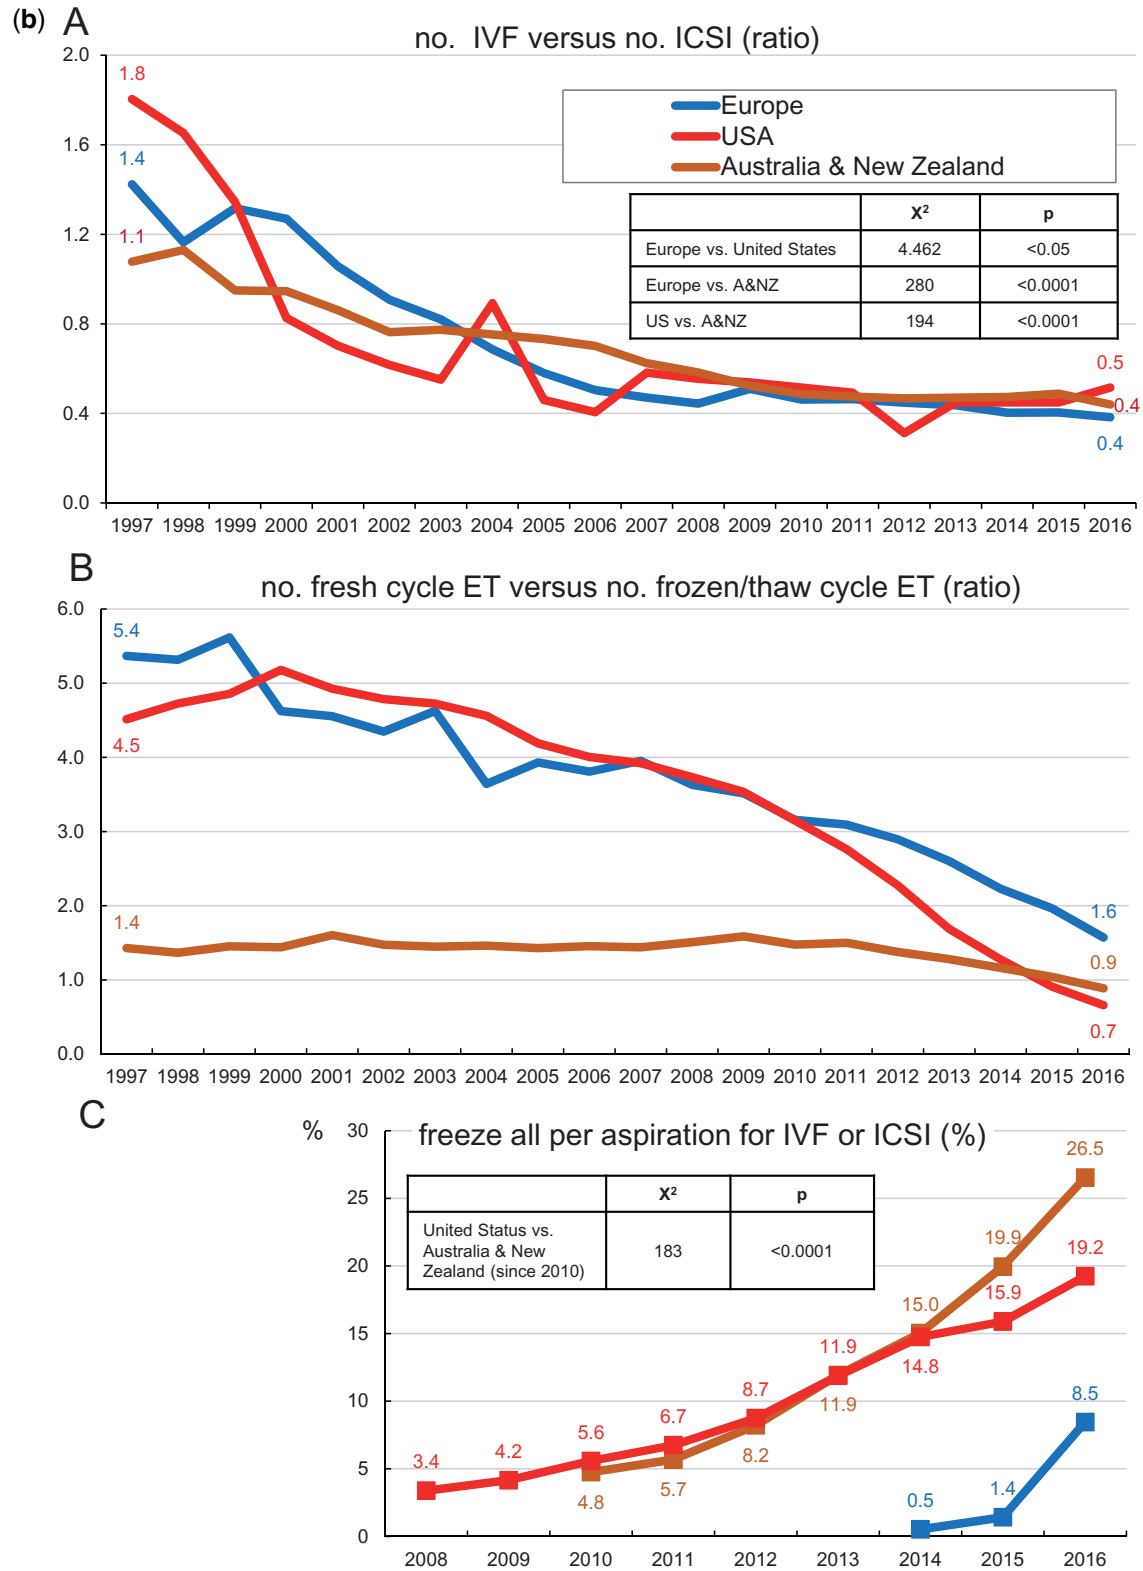 (b) A
no. IVF versus no. ICSI (ratio)
2.0
1.6
1.2
0.8
0.4
0.0
1.8
1.4
1.1
Europe
USA
Australia & New Zealand
X² p
Europe vs. United States 4.462 <0.05
Europe vs. A&NZ 280 <0.0001
US vs. A&NZ 194 <0.0001
0.5
0.4
0.4
1997 1998 1999 2000 2001 2002 2003 2004 2005 2006 2007 2008 2009 2010 2011 2012 2013 2014 2015 2016
B
no. fresh cycle ET versus no. frozen/thaw cycle ET (ratio)
6.0
5.0
4.0
3.0
2.0
1.0
0.0
5.4
4.5
1.4
1.6
0.9
0.7
1997 1998 1999 2000 2001 2002 2003 2004 2005 2006 2007 2008 2009 2010 2011 2012 2013 2014 2015 2016
C
% freeze all per aspiration for IVF or ICSI (%)
30
25
20
15
10
5
0
X² p
United Status vs.
Australia & New
Zealand (since 2010)
183 <0.0001
3.4 4.2 5.6 6.7 8.7 11.9 14.8 15.9 19.2
4.8 5.7 8.2 11.9 15.0 19.9 26.5
0.5 1.4 8.5
2008 2009 2010 2011 2012 2013 2014 2015 2016